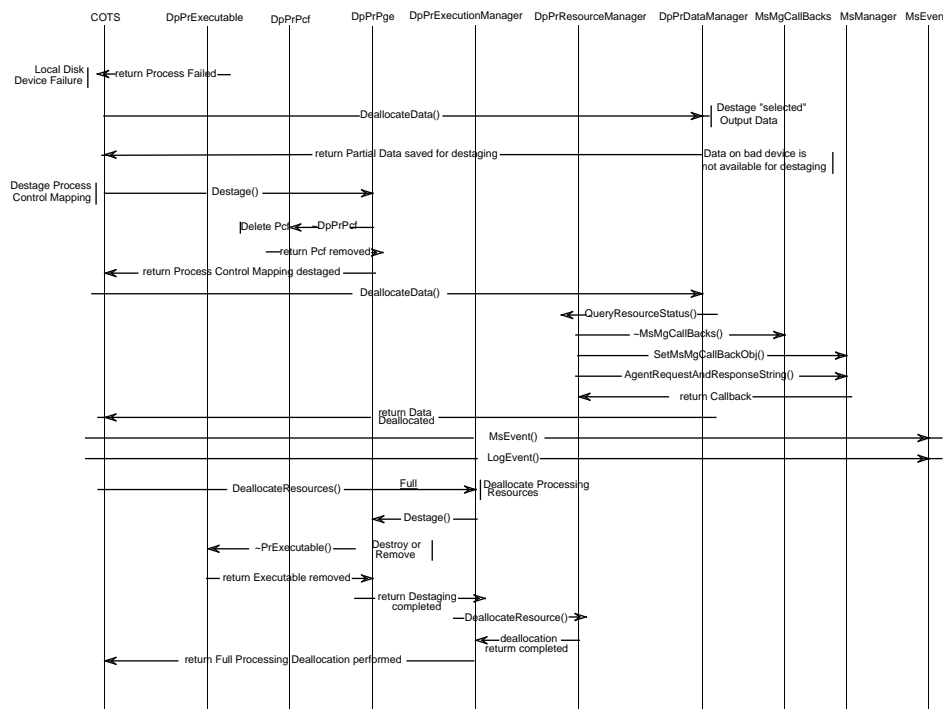 COTS DpPrExecutable DpPrPcf DpPrPge DpPrExecutionManager DpPrResourceManager DpPrDataManager MsMgCallBacks MsManager MsEven
Local Disk
Device Failure
return Process Failed
DeallocateData()
Destage "selected"
Output Data
return Partial Data saved for destaging
Data on bad device is
not available for destaging
Destage Process
Control Mapping
Destage()
Delete Pcf
~DpPrPcf
return Pcf removed
return Process Control Mapping destaged
DeallocateData()
QueryResourceStatus()
~MsMgCallBacks()
SetMsMgCallBackObj()
AgentRequestAndResponseString()
return Callback
return Data
Deallocated
MsEvent()
LogEvent()
DeallocateResources()
Full
Deallocate Processing
Resources
Destage()
~PrExecutable()
Destroy or
Remove
return Executable removed
return Destaging
completed
DeallocateResource()
deallocation
returm completed
return Full Processing Deallocation performed